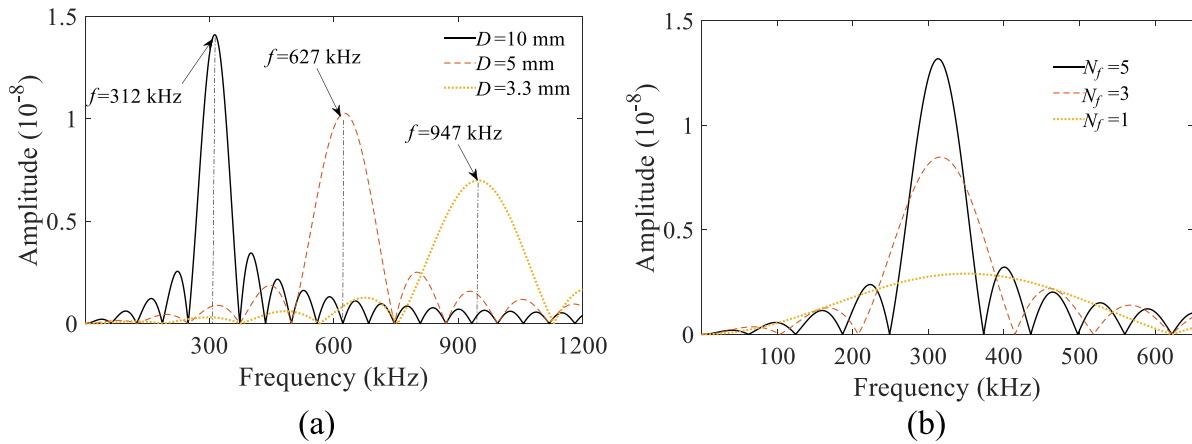 1.5
1
0.5
0
Amplitude (10⁻⁸)
f=312 kHz
f=627 kHz
f=947 kHz
D=10 mm
D=5 mm
D=3.3 mm
300 600 900 1200
Frequency (kHz)
(a)
1.5
1
0.5
0
Amplitude (10⁻⁸)
N_f=5
N_f=3
N_f=1
100 200 300 400 500 600
Frequency (kHz)
(b)